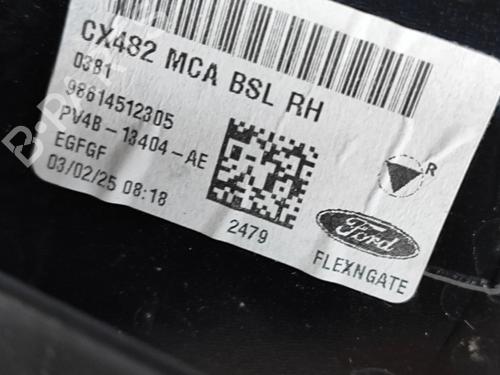 CX482 MCA BSL RH
0381
98614512305
PV4B-13404-AE
EGFGF
03/02/25 08:18
2479
R
Ford
FLEXNGATE